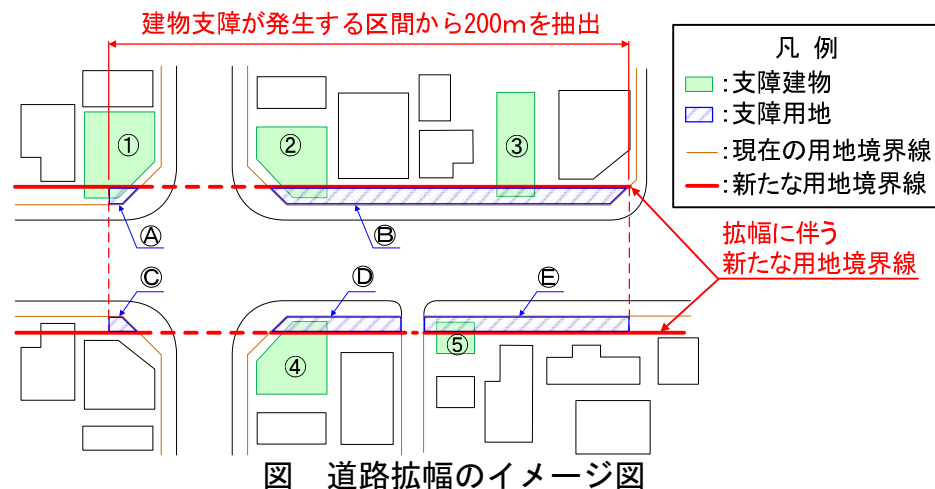 建物支障が発生する区間から200mを抽出
凡 例
:支障建物
:支障用地
:現在の用地境界線
:新たな用地境界線
①
②
③
Ⓐ
Ⓑ
拡幅に伴う
新たな用地境界線
Ⓒ
Ⓓ
Ⓔ
④
⑤
図 道路拡幅のイメージ図